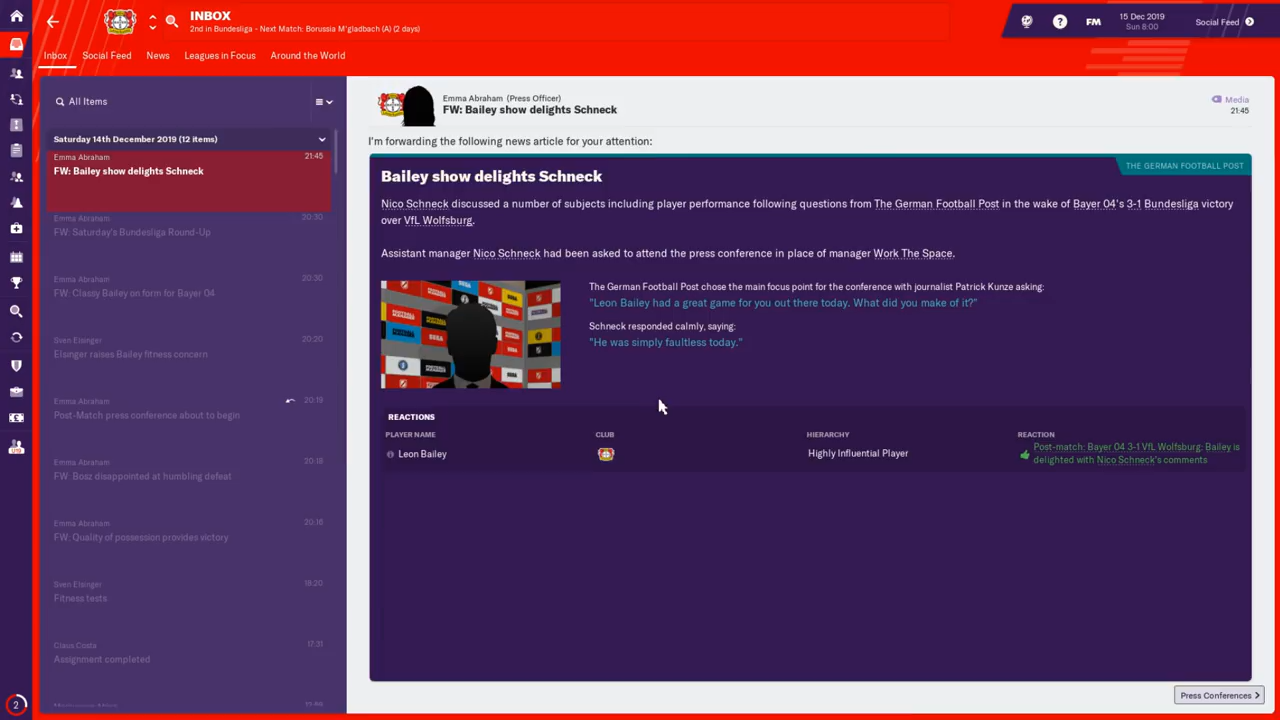 INBOX
2nd in Bundesliga - Next Match: Borussia M'gladbach (A) (2 days)
FM
15 Dec 2019
Sun 8:00
Social Feed
Inbox
Social Feed
News
Leagues in Focus
Around the World
All Items
Saturday 14th December 2019 (12 items)
Emma Abraham
21:45
FW: Bailey show delights Schneck
Emma Abraham
20:30
FW: Saturday's Bundesliga Round-Up
Emma Abraham
20:30
FW: Classy Bailey on form for Bayer 04
Sven Elsinger
20:20
Elsinger raises Bailey fitness concern
Emma Abraham
20:19
Post-Match press conference about to begin
Emma Abraham
20:18
FW: Bosz disappointed at humbling defeat
Emma Abraham
20:16
FW: Quality of possession provides victory
Sven Elsinger
19:20
Fitness tests
Claus Costa
17:31
Assignment completed
U19
2
Emma Abraham (Press Officer)
FW: Bailey show delights Schneck
Media
21:45
I'm forwarding the following news article for your attention:
THE GERMAN FOOTBALL POST
Bailey show delights Schneck
Nico Schneck discussed a number of subjects including player performance following questions from The German Football Post in the wake of Bayer 04's 3-1 Bundesliga victory
over VfL Wolfsburg.
Assistant manager Nico Schneck had been asked to attend the press conference in place of manager Work The Space.
The German Football Post chose the main focus point for the conference with journalist Patrick Kunze asking:
"Leon Bailey had a great game for you out there today. What did you make of it?"
Schneck responded calmly, saying:
"He was simply faultless today."
REACTIONS
PLAYER NAME
CLUB
HIERARCHY
REACTION
Leon Bailey
Highly Influential Player
Post-match: Bayer 04 3-1 VfL Wolfsburg: Bailey is
delighted with Nico Schneck's comments
Press Conferences